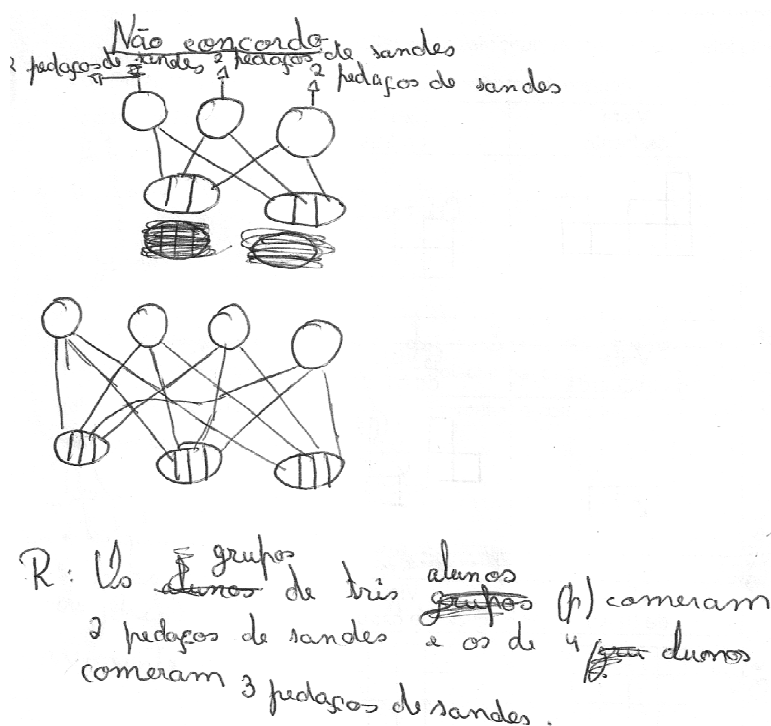 Não concordo
2 pedaços de sandes 2 pedaços de sandes
2 pedaços de sandes
R: Os grupos de três alunos (p) comeram
2 pedaços de sandes e os de 4 alunos
comeram 3 pedaços de sandes.